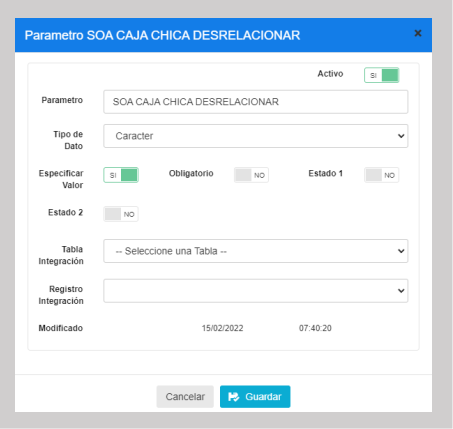 Parametro SOA CAJA CHICA DESRELACIONAR ×
Activo SI
Parametro SOA CAJA CHICA DESRELACIONAR
Tipo de
Dato
Caracter
Especificar
Valor
SI
Obligatorio NO
Estado 1 NO
Estado 2 NO
Tabla
Integración
-- Seleccione una Tabla --
Registro
Integración
Modificado 15/02/2022 07:40:20
Cancelar Guardar